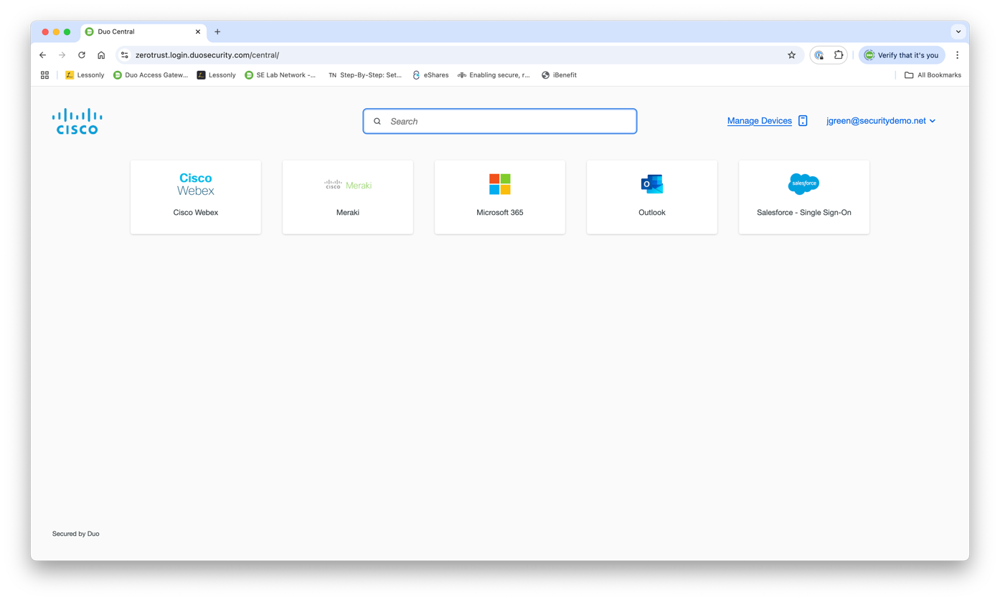 Duo Central
zerotrust.login.duosecurity.com/central/
Verify that it's you
Lessonly
Duo Access Gatew...
Lessonly
SE Lab Network -...
TN Step-By-Step: Set...
eShares
Enabling secure, r...
iBenefit
All Bookmarks
CISCO
Search
Manage Devices
jgreen@securitydemo.net
Cisco
Webex
Cisco Webex
CISCO Meraki
Meraki
Microsoft 365
O
Outlook
salesforce
Salesforce - Single Sign-On
Secured by Duo